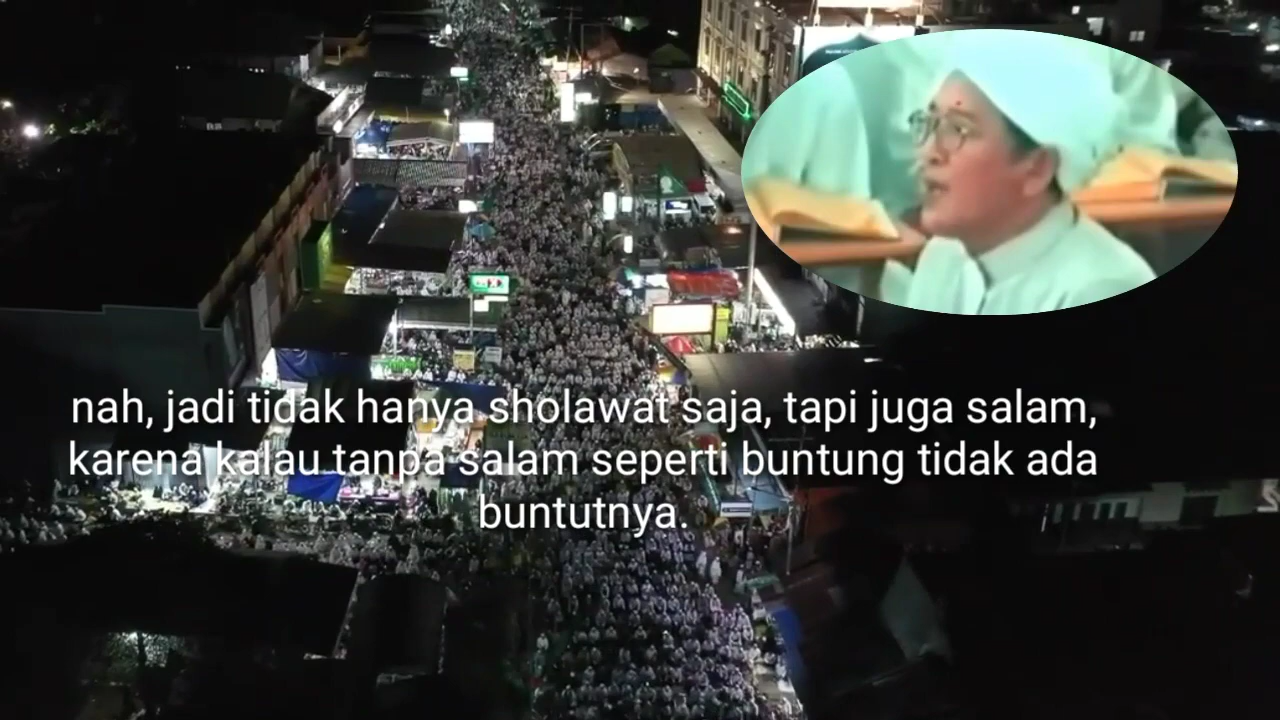 nah, jadi tidak hanya sholawat saja, tapi juga salam,
karena kalau tanpa salam seperti buntung tidak ada
buntutnya.